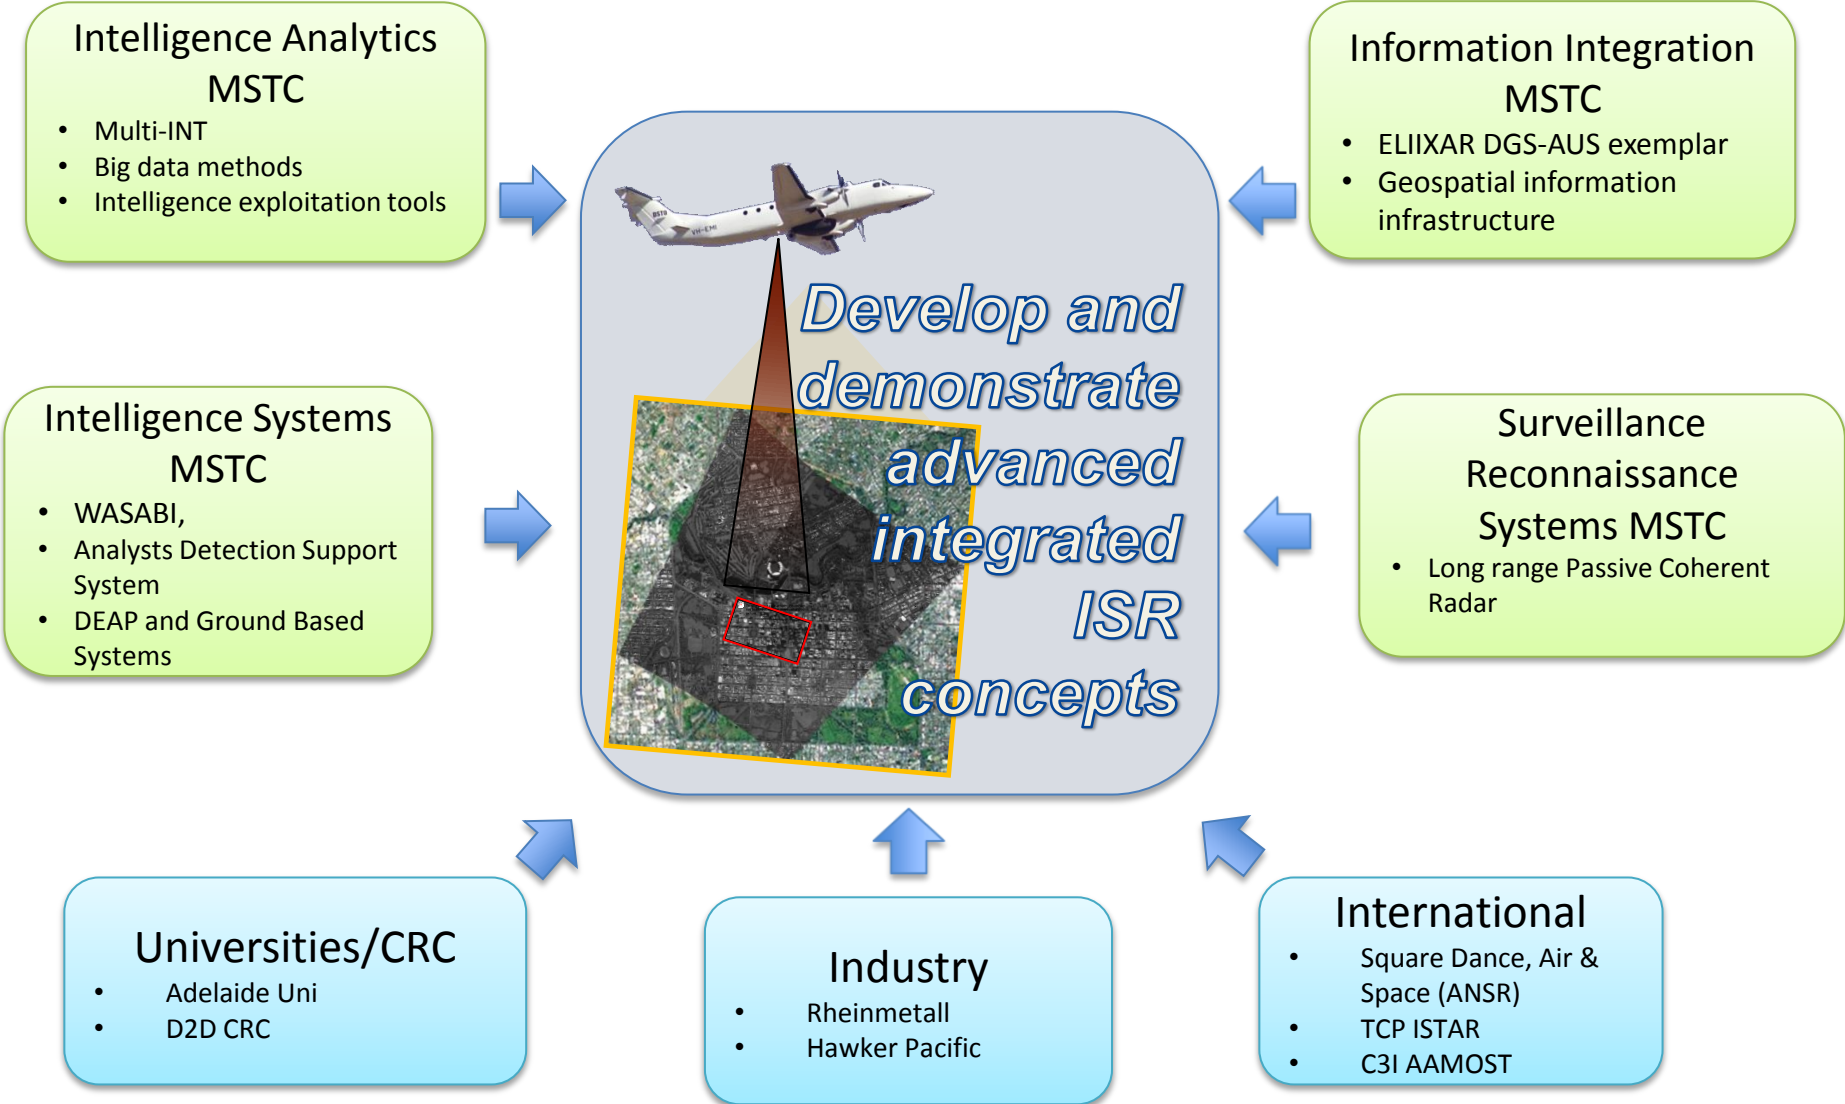 Intelligence Analytics
MSTC
• Multi-INT
• Big data methods
• Intelligence exploitation tools
Information Integration
MSTC
• ELIIXAR DGS-AUS exemplar
• Geospatial information
infrastructure
DSTO
VH-EMI
Develop and
demonstrate
advanced
integrated
ISR
concepts
Intelligence Systems
MSTC
• WASABI,
• Analysts Detection Support
System
• DEAP and Ground Based
Systems
Surveillance
Reconnaissance
Systems MSTC
• Long range Passive Coherent
Radar
Universities/CRC
• Adelaide Uni
• D2D CRC
Industry
• Rheinmetall
• Hawker Pacific
International
• Square Dance, Air &
Space (ANSR)
• TCP ISTAR
• C3I AAMOST